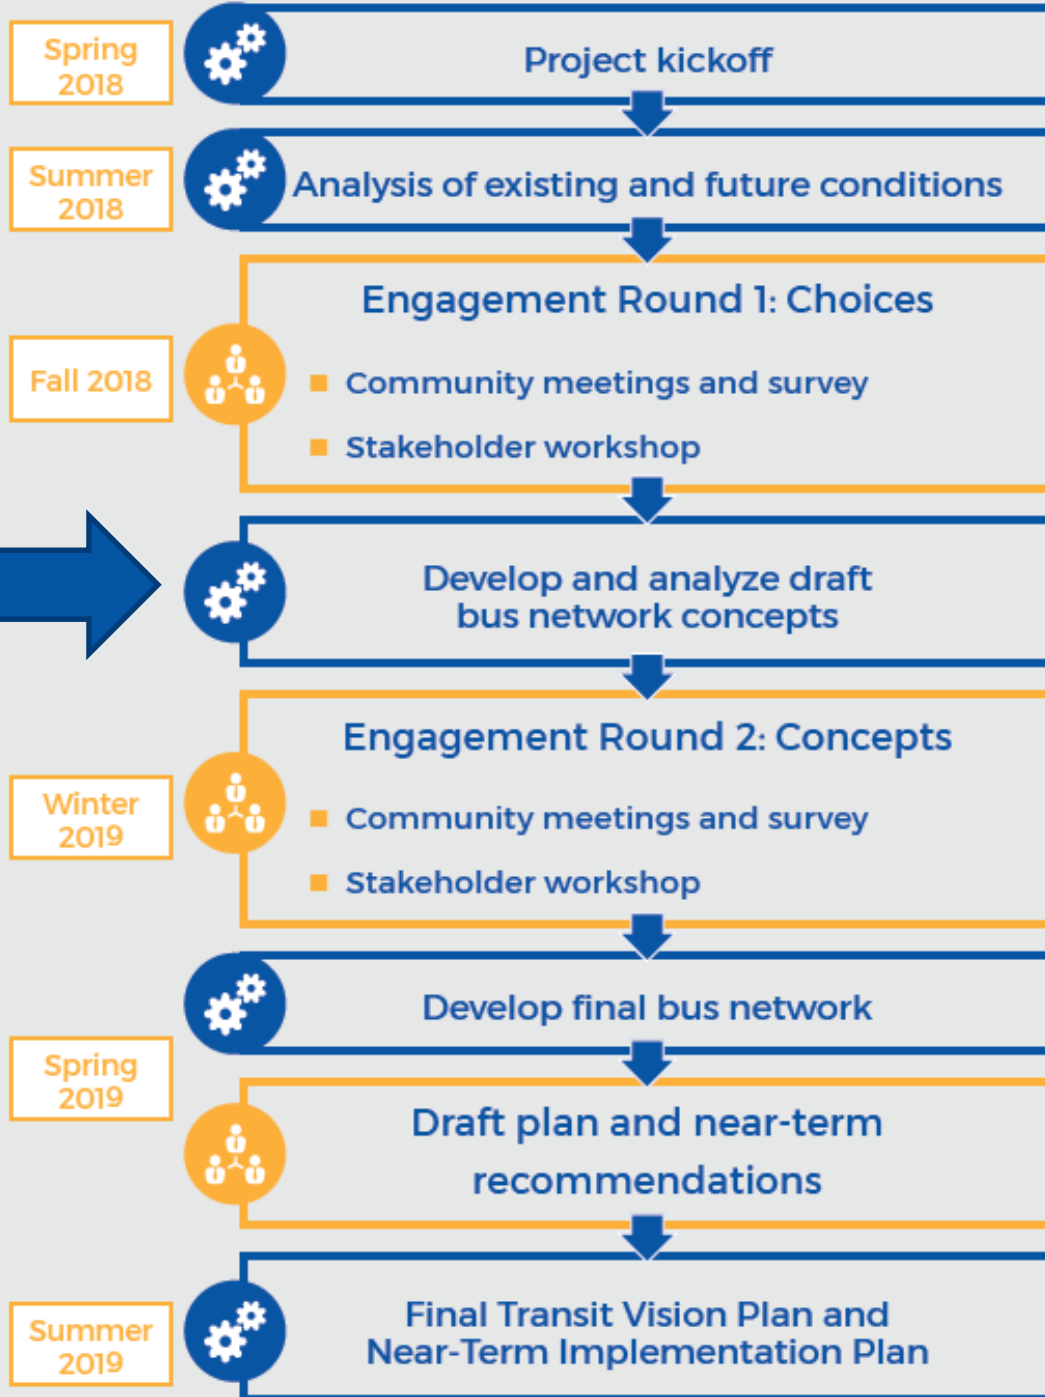 Spring
2018
Project kickoff
Summer
2018
Analysis of existing and future conditions
Engagement Round 1: Choices
Fall 2018
Community meetings and survey
Stakeholder workshop
Develop and analyze draft
bus network concepts
Engagement Round 2: Concepts
Winter
2019
Community meetings and survey
Stakeholder workshop
Develop final bus network
Spring
2019
Draft plan and near-term
recommendations
Summer
2019
Final Transit Vision Plan and
Near-Term Implementation Plan